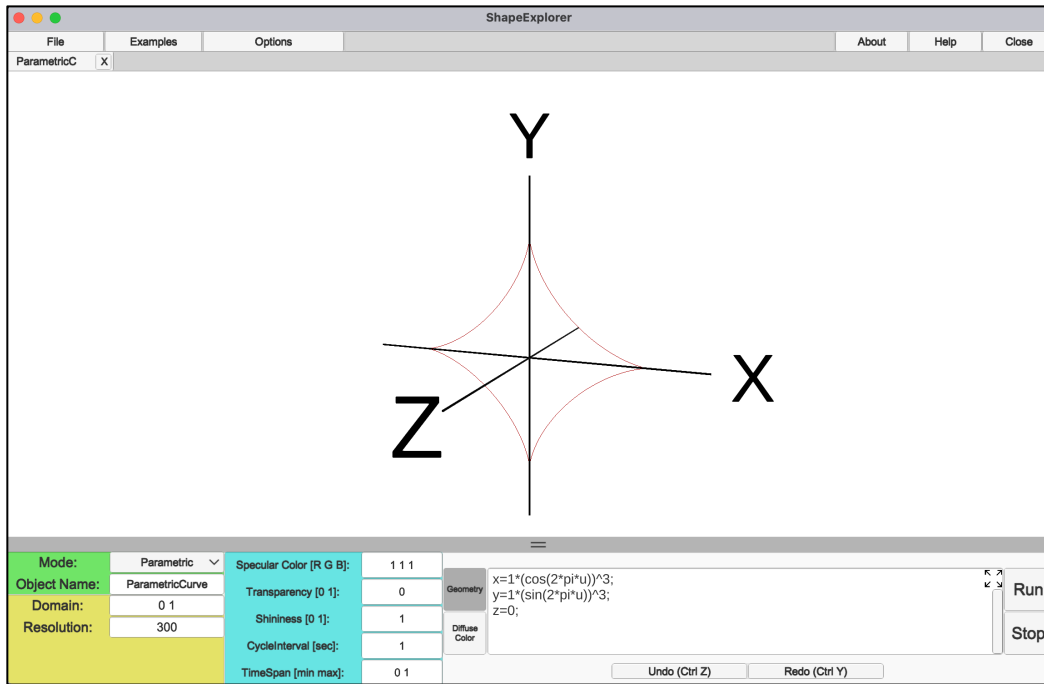 ShapeExplorer
File Examples Options About Help Close
ParametricC X
Y
X
Z
Mode: Parametric
Object Name: ParametricCurve
Domain: 0 1
Resolution: 300
Specular Color [R G B]: 1 1 1
Transparency [0 1]: 0
Shininess [0 1]: 1
CycleInterval [sec]: 1
TimeSpan [min max]: 0 1
Geometry
Diffuse
Color
x=1*(cos(2*pi*u))^3;
y=1*(sin(2*pi*u))^3;
z=0;
Run
Stop
Undo (Ctrl Z) Redo (Ctrl Y)